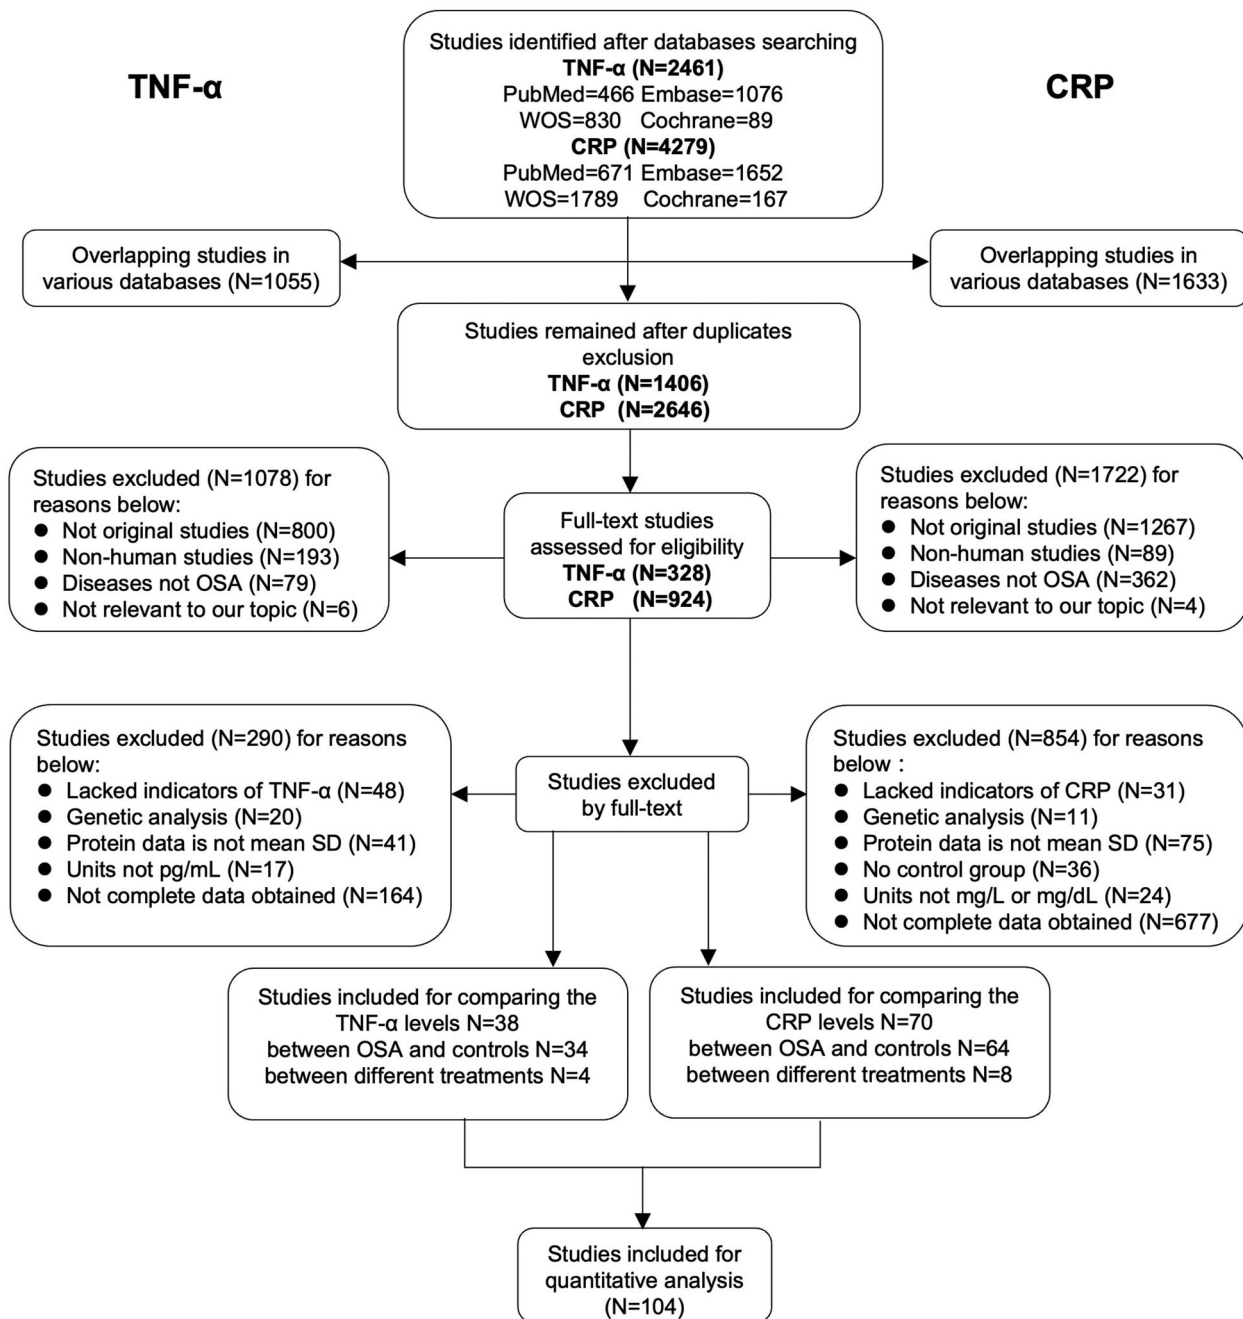 Studies identified after databases searching
TNF-α (N=2461)
PubMed=466 Embase=1076
WOS=830 Cochrane=89
CRP (N=4279)
PubMed=671 Embase=1652
WOS=1789 Cochrane=167
TNF-α
CRP
Overlapping studies in
various databases (N=1055)
Overlapping studies in
various databases (N=1633)
Studies remained after duplicates
exclusion
TNF-α (N=1406)
CRP (N=2646)
Studies excluded (N=1078) for
reasons below:
● Not original studies (N=800)
● Non-human studies (N=193)
● Diseases not OSA (N=79)
● Not relevant to our topic (N=6)
Full-text studies
assessed for eligibility
TNF-α (N=328)
CRP (N=924)
Studies excluded (N=1722) for
reasons below:
● Not original studies (N=1267)
● Non-human studies (N=89)
● Diseases not OSA (N=362)
● Not relevant to our topic (N=4)
Studies excluded (N=290) for reasons
below:
● Lacked indicators of TNF-α (N=48)
● Genetic analysis (N=20)
● Protein data is not mean SD (N=41)
● Units not pg/mL (N=17)
● Not complete data obtained (N=164)
Studies excluded
by full-text
Studies excluded (N=854) for reasons
below :
● Lacked indicators of CRP (N=31)
● Genetic analysis (N=11)
● Protein data is not mean SD (N=75)
● No control group (N=36)
● Units not mg/L or mg/dL (N=24)
● Not complete data obtained (N=677)
Studies included for comparing the
TNF-α levels N=38
between OSA and controls N=34
between different treatments N=4
Studies included for comparing the
CRP levels N=70
between OSA and controls N=64
between different treatments N=8
Studies included for
quantitative analysis
(N=104)